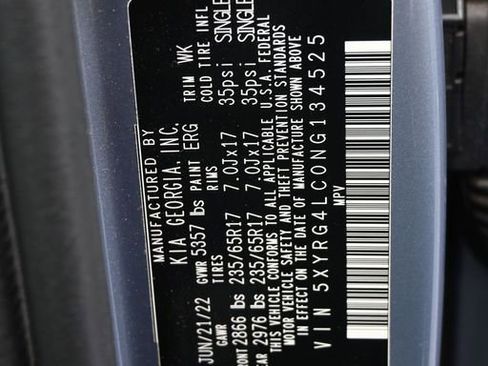 MANUFACTURED BY
KIA GEORGIA, INC.
JUN/21/22 GVWR 5357 lbs PAINT ERG TRIM WK
GAWR TIRES RIMS COLD TIRE INFL
RONT 2866 lbs 235/65R17 7.0Jx17 35psi SINGLE
EAR 2976 lbs 235/65R17 7.0Jx17 35psi SINGLE
THIS VEHICLE CONFORMS TO ALL APPLICABLE U.S.A. FEDERAL
MOTOR VEHICLE SAFETY AND THEFT PREVENTION STANDARDS
IN EFFECT ON THE DATE OF MANUFACTURE SHOWN ABOVE
VIN 5XYRG4LC0NG134525
MPV